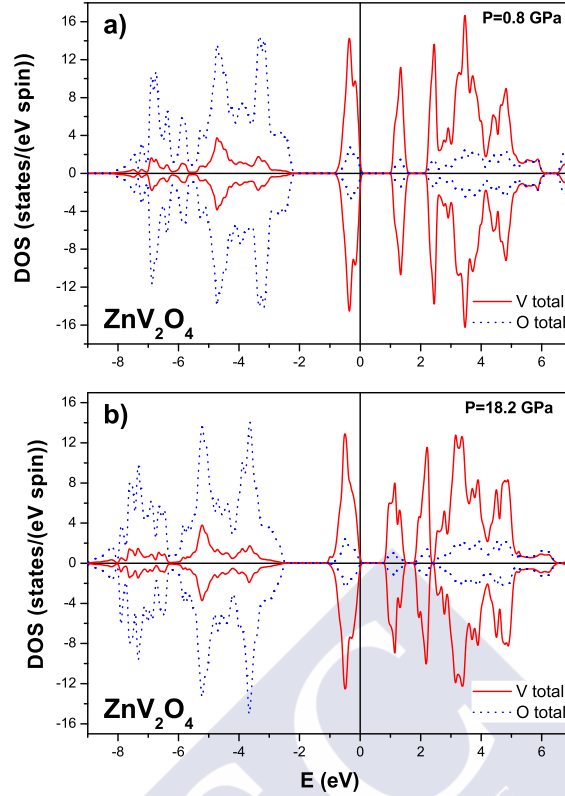 a)
P=0.8 GPa
DOS (states/(eV spin))
16
12
8
4
0
-4
-8
-12
-16
ZnV₂O₄
V total
O total
-8 -6 -4 -2 0 2 4 6
b)
P=18.2 GPa
DOS (states/(eV spin))
16
12
8
4
0
-4
-8
-12
-16
ZnV₂O₄
V total
O total
-8 -6 -4 -2 0 2 4 6
E (eV)